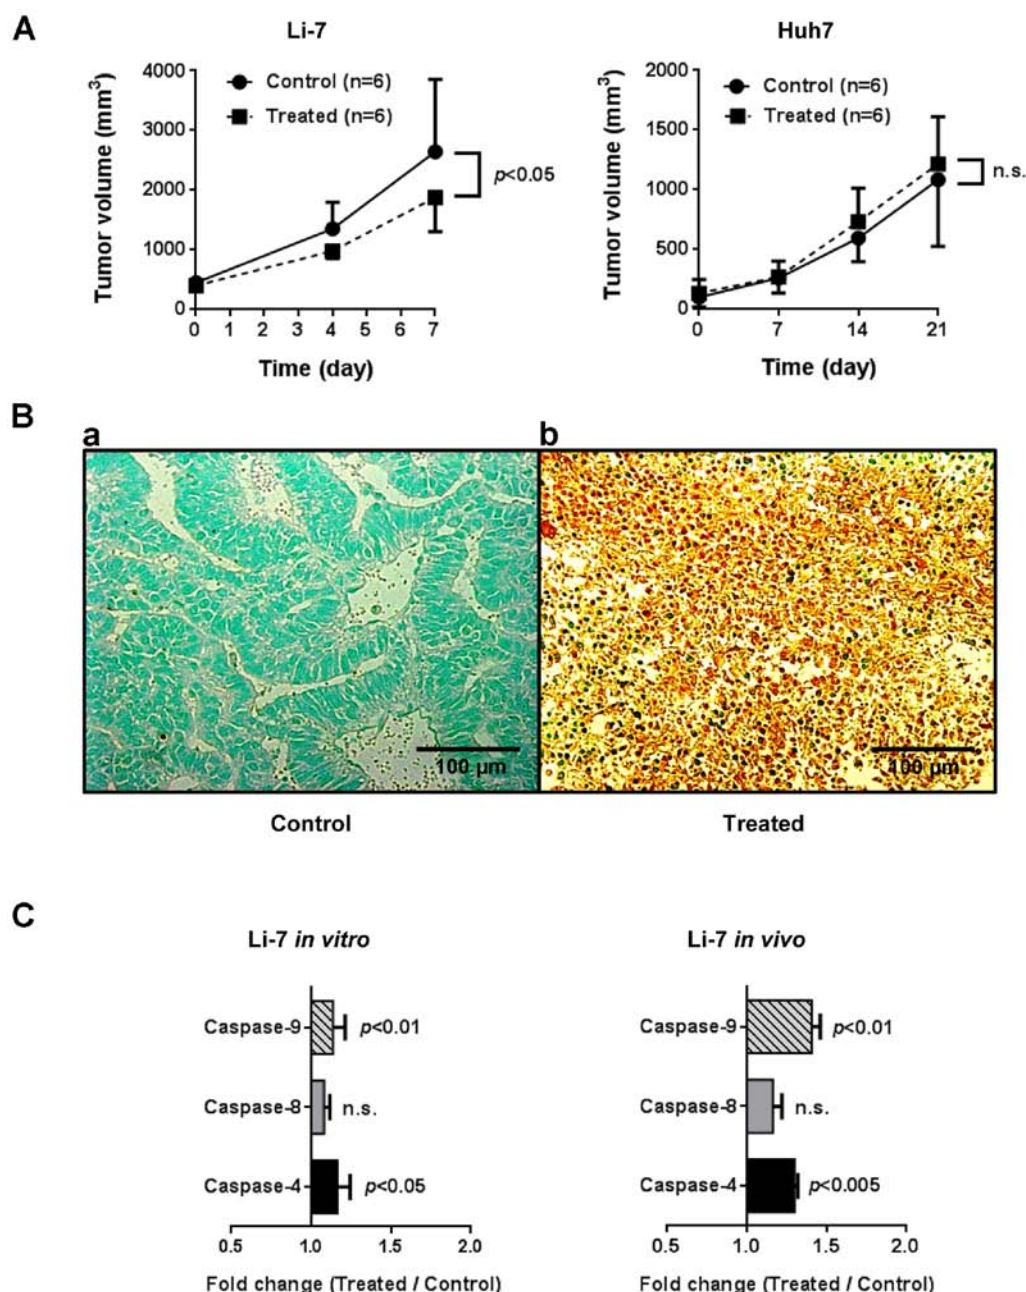 A
Li-7
Huh7
Tumor volume (mm³)
4000
3000
2000
1000
0
Control (n=6)
Treated (n=6)
p<0.05
0 1 2 3 4 5 6 7
Time (day)
Tumor volume (mm³)
2000
1500
1000
500
0
Control (n=6)
Treated (n=6)
n.s.
0 7 14 21
Time (day)
B
a
b
100 µm
100 µm
Control
Treated
C
Li-7 in vitro
Li-7 in vivo
Caspase-9
p<0.01
Caspase-8
n.s.
Caspase-4
p<0.05
0.5 1.0 1.5 2.0
Fold change (Treated / Control)
Caspase-9
p<0.01
Caspase-8
n.s.
Caspase-4
p<0.005
0.5 1.0 1.5 2.0
Fold change (Treated / Control)